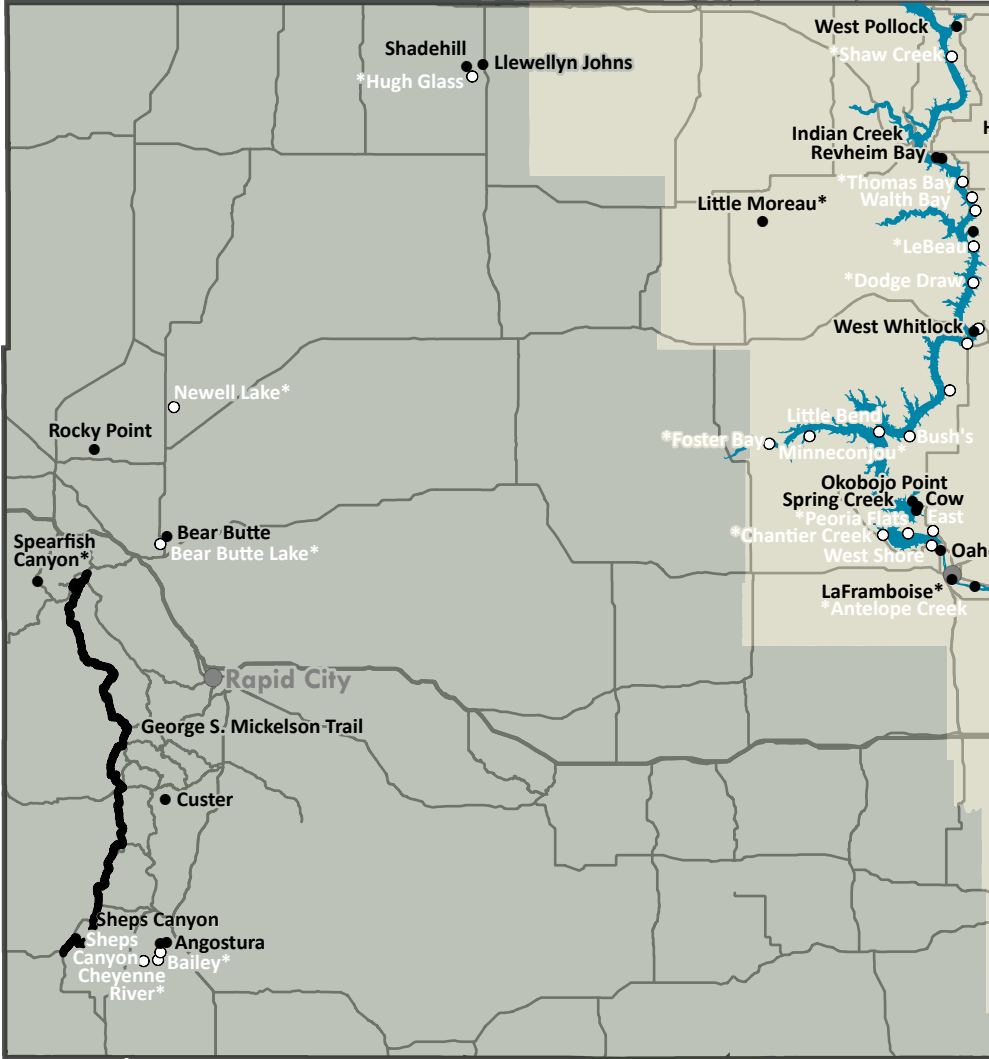 West Pollock
*Shaw Creek
Shadehill
Llewellyn Johns
*Hugh Glass
H
Indian Creek
Revheim Bay
*Thomas Bay
Walth Bay
Little Moreau*
*LeBeau
*Dodge Draw
West Whitlock
Newell Lake*
Rocky Point
Little Bend
*Foster Bay
Bush's
Minneconjou*
Okobojo Point
Spring Creek
Cow
*Peoria Flats
East
*Chantier Creek
West Shore
Oahe
Bear Butte
Bear Butte Lake*
Spearfish
Canyon*
LaFramboise*
*Antelope Creek
Rapid City
George S. Mickelson Trail
Custer
Sheps Canyon
Angostura
Sheps
Canyon
Bailey*
Cheyenne
River*